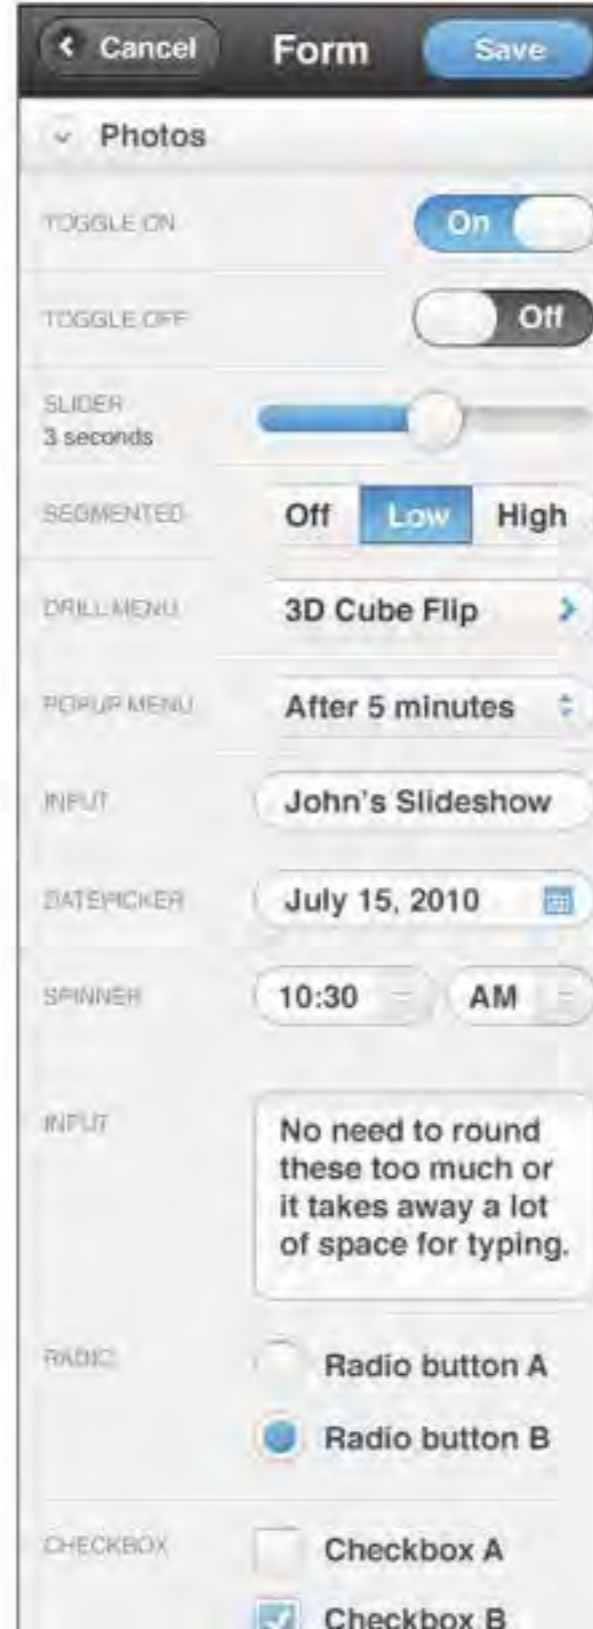 Cancel Form Save
Photos
TOGGLE ON On
TOGGLE OFF Off
SLIDER
3 seconds
SEGMENTED Off Low High
DRILL MENU 3D Cube Flip
POPUP MENU After 5 minutes
INPUT John's Slideshow
DATEPICKER July 15, 2010
SPINNER 10:30 AM
INPUT No need to round
these too much or
it takes away a lot
of space for typing.
RADIO Radio button A
Radio button B
CHECKBOX Checkbox A
Checkbox B